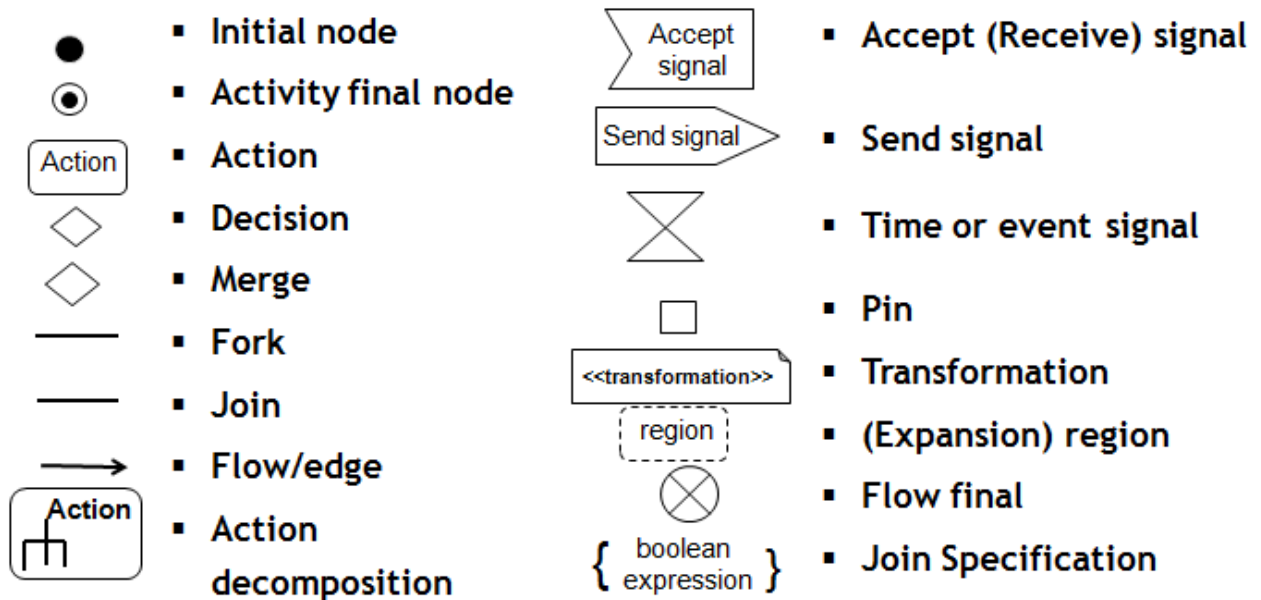 ▪ Initial node
▪ Activity final node
Action
▪ Action
▪ Decision
▪ Merge
▪ Fork
▪ Join
▪ Flow/edge
Action
▪ Action
decomposition
Accept
signal
▪ Accept (Receive) signal
Send signal
▪ Send signal
▪ Time or event signal
▪ Pin
<<transformation>>
▪ Transformation
region
▪ (Expansion) region
▪ Flow final
{ boolean
expression }
▪ Join Specification